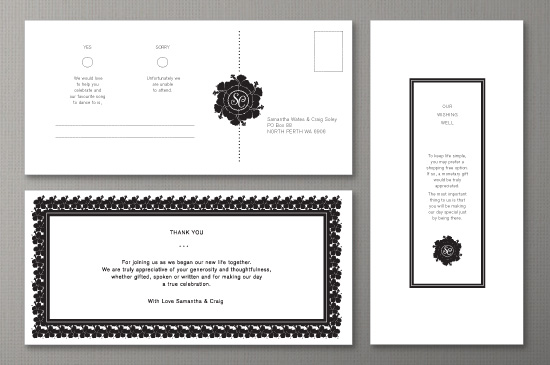 YES
SORRY
We would love
to help you
celebrate and
our favourite song
to dance to is,
Unfortunately we
are unable
to attend.
Samantha Wates & Craig Soley
PO Box 88
NORTH PERTH WA 6906
THANK YOU
For joining us as we began our new life together.
We are truly appreciative of your generosity and thoughtfulness,
whether gifted, spoken or written and for making our day
a true celebration.
With Love Samantha & Craig
OUR
WISHING
WELL
To keep life simple,
you may prefer a
shopping free option.
If so, a monetary gift
would be truly
appreciated.
The most important
thing to us is that
you will be making
our day special just
by being there.